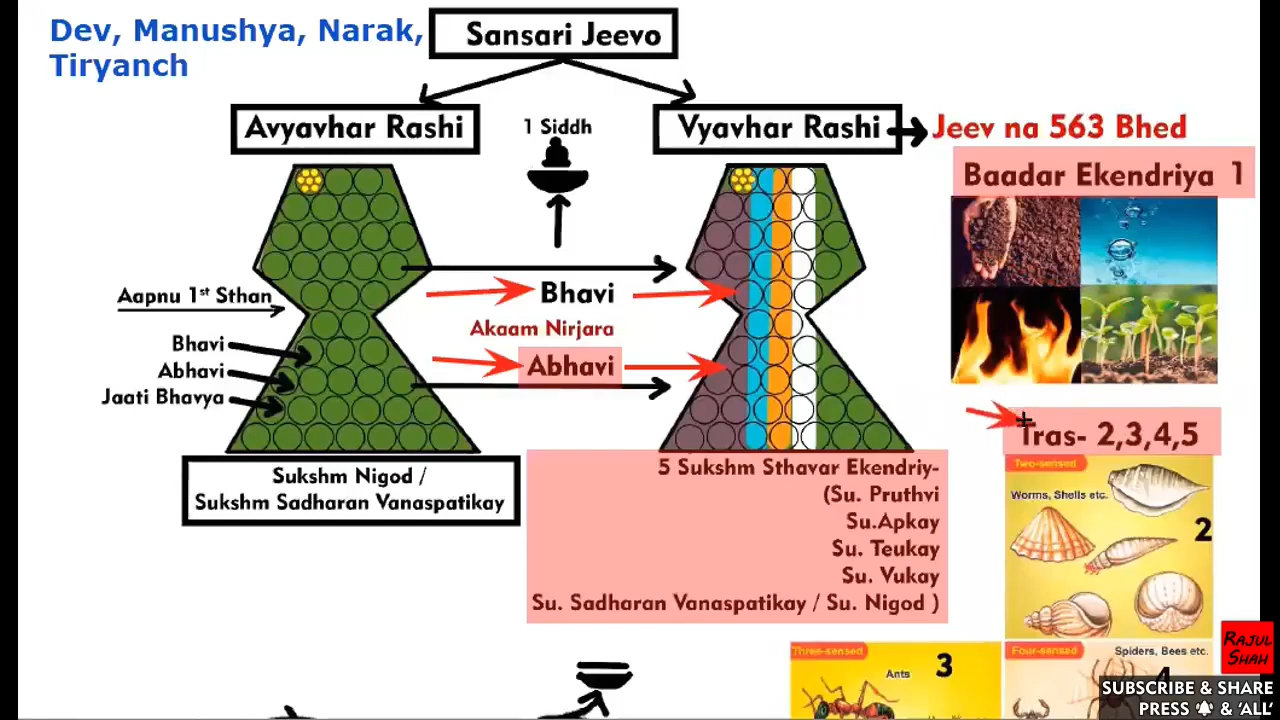 Dev, Manushya, Narak,
Tiryanch
Sansari Jeevo
Avyavhar Rashi
1 Siddh
Vyavhar Rashi
Jeev na 563 Bhed
Baadar Ekendriya 1
Aapnu 1st Sthan
Bhavi
Akaam Nirjara
Abhavi
Bhavi
Abhavi
Jaati Bhavya
Sukshm Nigod /
Sukshm Sadharan Vanaspatikay
5 Sukshm Sthavar Ekendriy-
(Su. Pruthvi
Su.Apkay
Su. Teukay
Su. Vukay
Su. Sadharan Vanaspatikay / Su. Nigod )
Tras- 2,3,4,5
Two-sensed
Worms, Shells etc.
2
Three-sensed
Ants
3
Four-sensed
Spiders, Bees etc.
4
RAJUL
SHAH
SUBSCRIBE & SHARE
PRESS & 'ALL'